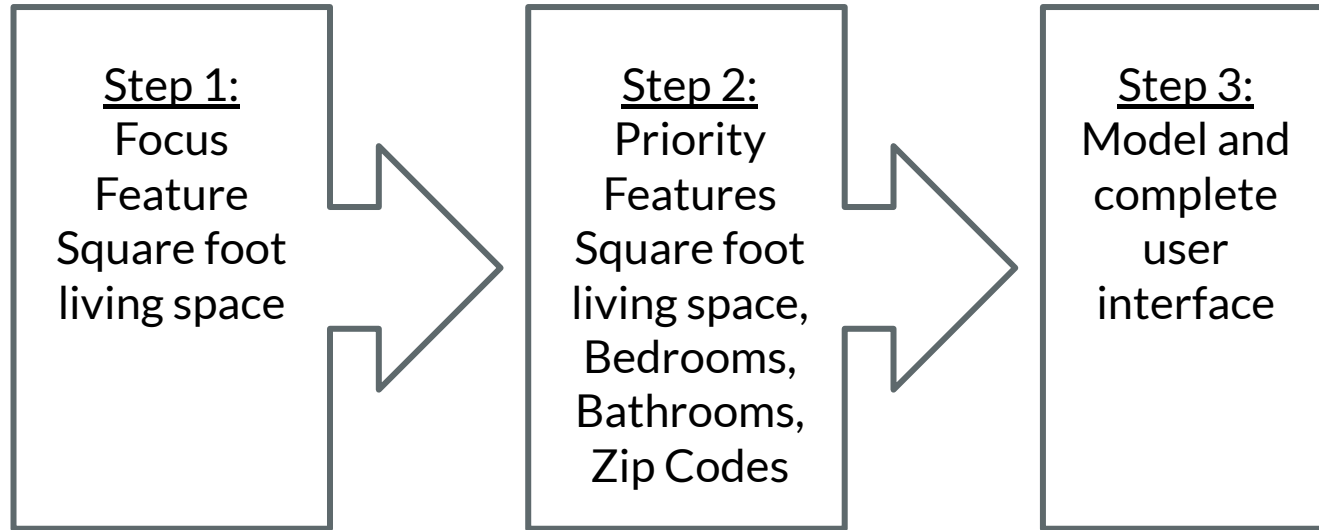 Step 1:
Focus
Feature
Square foot
living space
Step 2:
Priority
Features
Square foot
living space,
Bedrooms,
Bathrooms,
Zip Codes
Step 3:
Model and
complete
user
interface